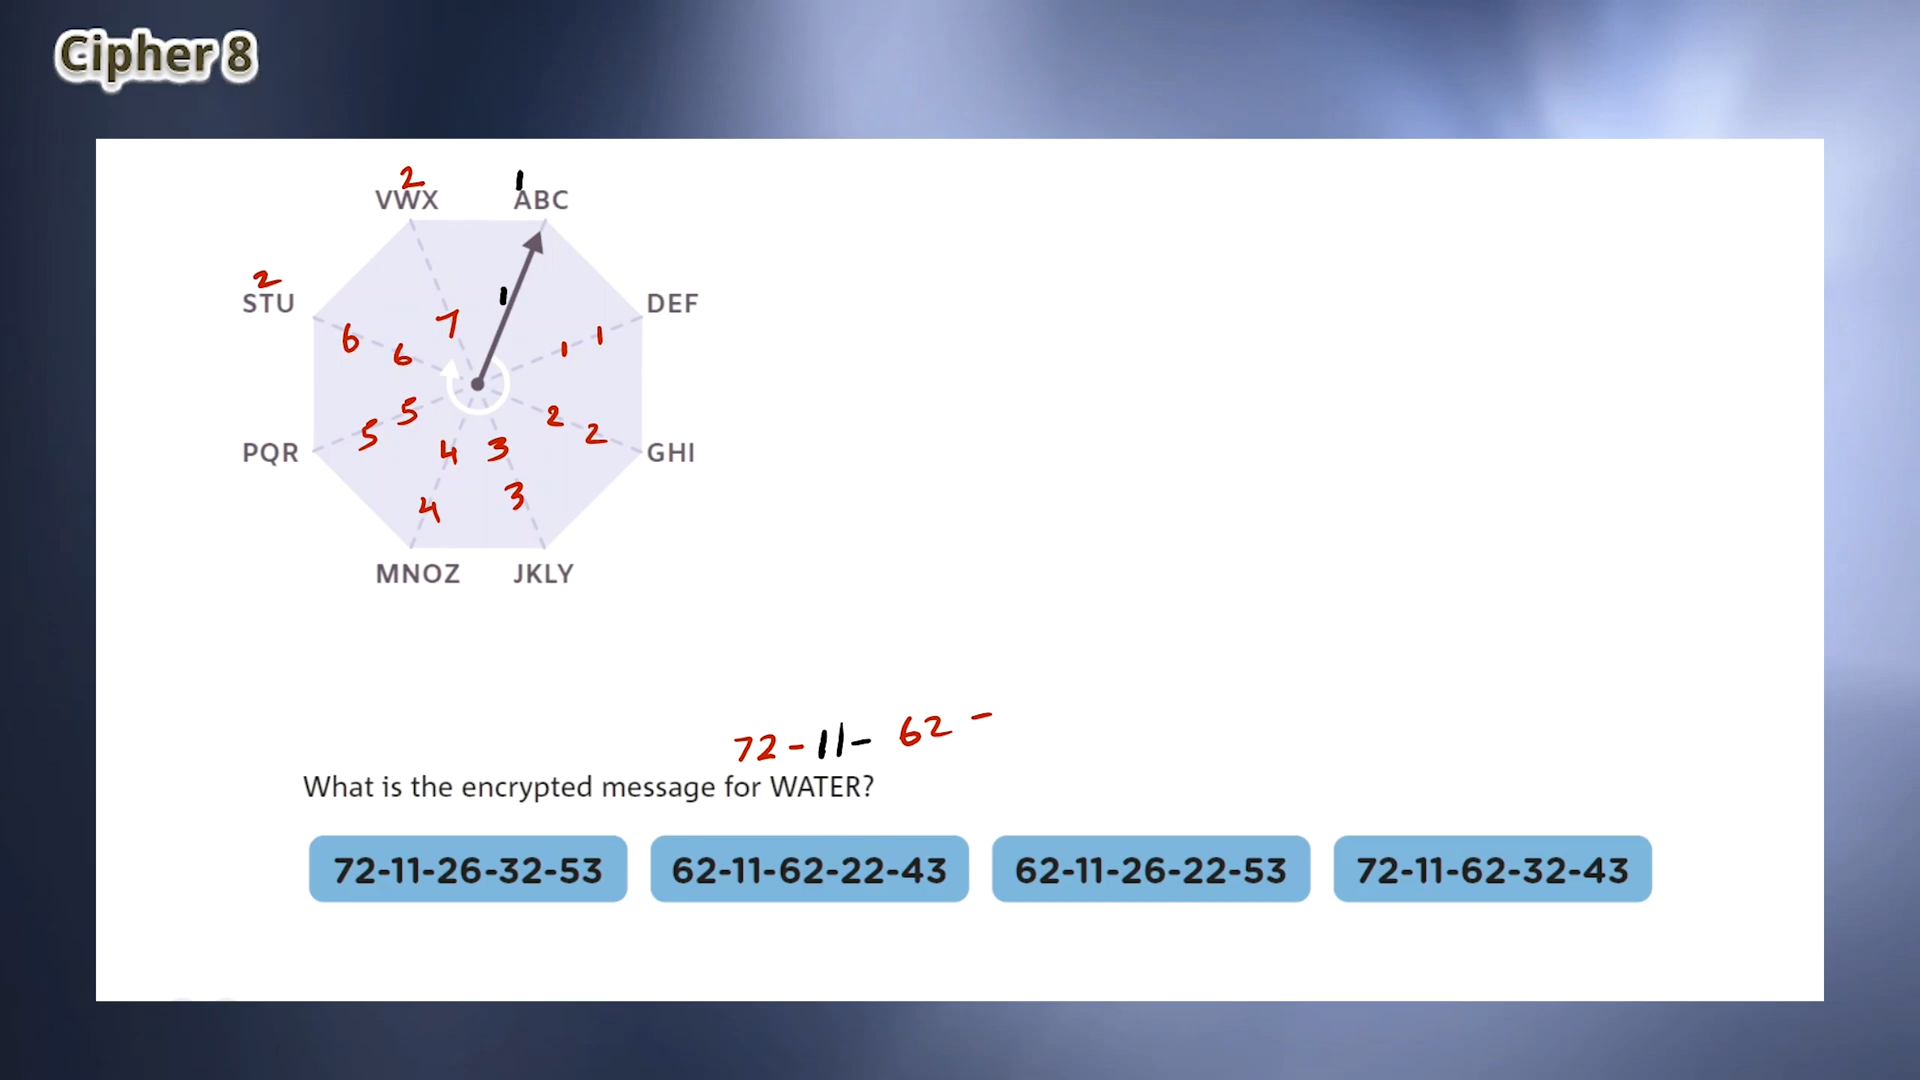 Cipher 8
2
1
VWX
ABC
2
STU
DEF
1
7
6
1
6
1
5
2
5
2
PQR
4
3
GHI
3
4
MNOZ
JKLY
72-11- 62 -
What is the encrypted message for WATER?
72-11-26-32-53
62-11-62-22-43
62-11-26-22-53
72-11-62-32-43